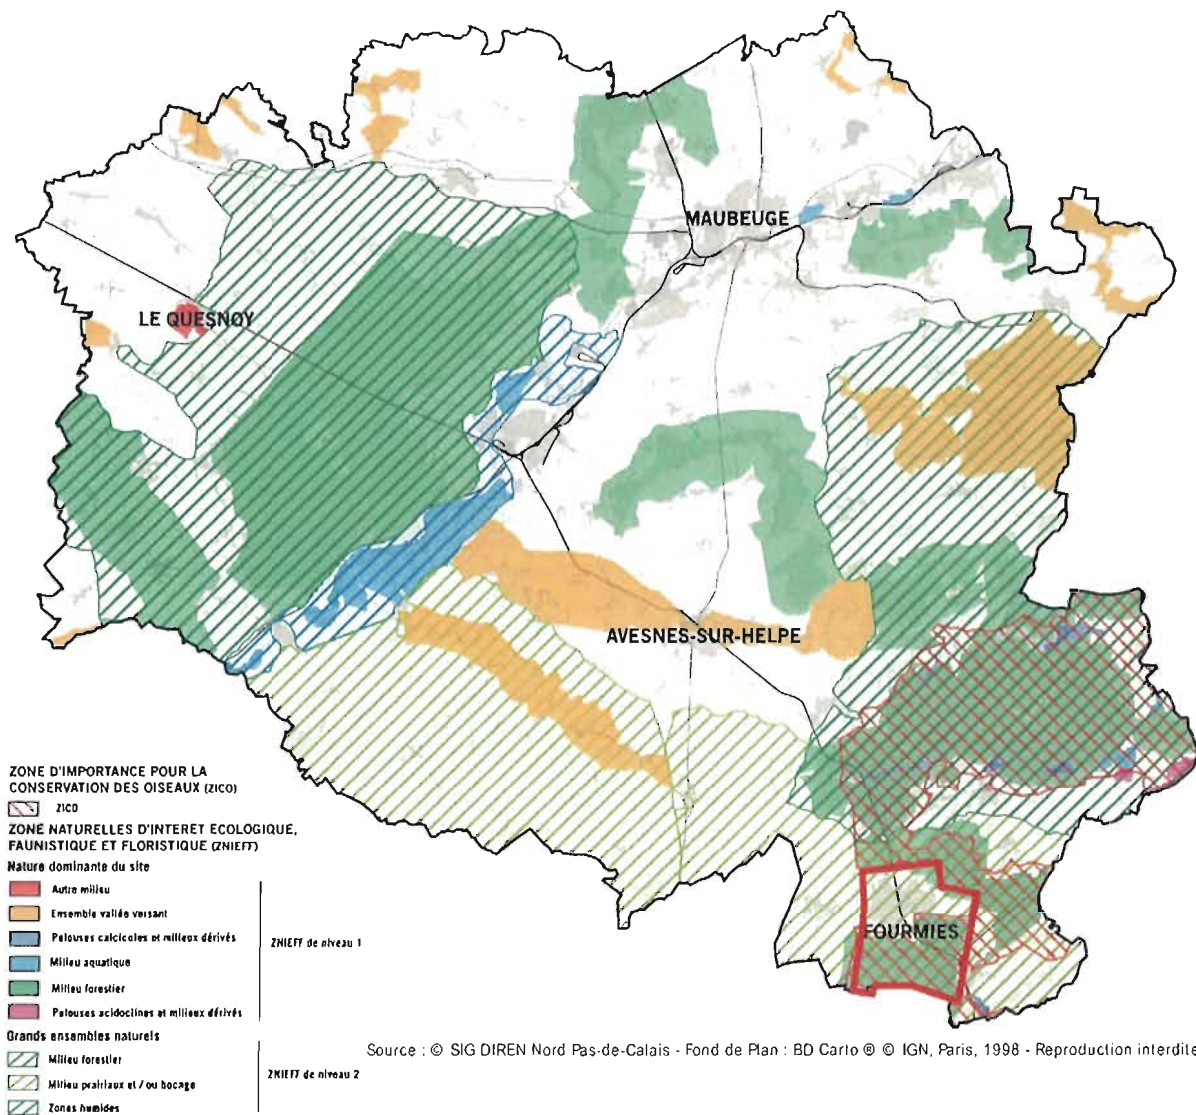 MAUBEUGE
LE QUESNOY
AVESNES-SUR-HELPE
FOURMIES
ZONE D'IMPORTANCE POUR LA
CONSERVATION DES OISEAUX (ZICO)
ZICO
ZONE NATURELLES D'INTERET ECOLOGIQUE,
FAUNISTIQUE ET FLORISTIQUE (ZNIEFF)
Nature dominante du site
Autre milieu
Ensemble vallée versant
Pelouses calcicoles et milieux dérivés
Milieu aquatique
Milieu forestier
Pelouses acidoclines et milieux dérivés
ZNIEFF de niveau 1
Grands ensembles naturels
Milieu forestier
Milieu prairiaux et / ou bocage
Zones humides
ZNIEFF de niveau 2
Source : © SIG DIREN Nord Pas-de-Calais - Fond de Plan : BD Carto ® © IGN, Paris, 1998 - Reproduction interdite